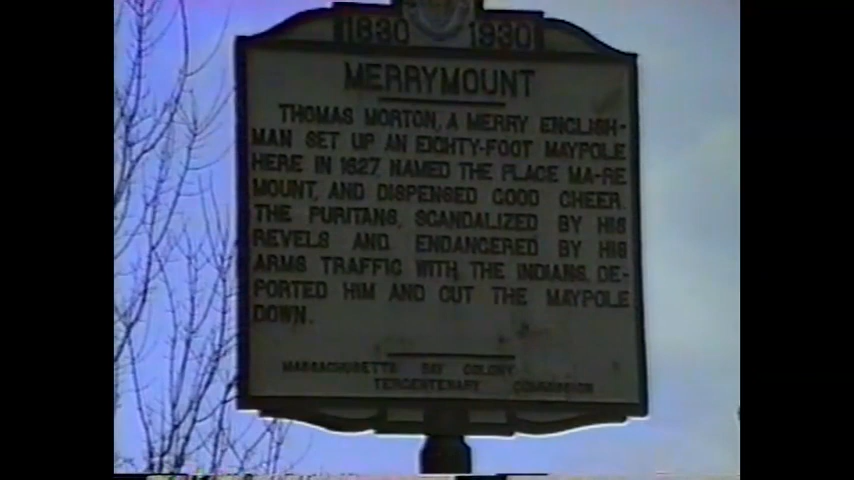 1630 1930
MERRYMOUNT
THOMAS MORTON, A MERRY ENGLISH-
MAN SET UP AN EIGHTY-FOOT MAYPOLE
HERE IN 1627, NAMED THE PLACE MA-RE
MOUNT, AND DISPENSED GOOD CHEER.
THE PURITANS, SCANDALIZED BY HIS
REVELS AND ENDANGERED BY HIS
ARMS TRAFFIC WITH THE INDIANS, DE-
PORTED HIM AND CUT THE MAYPOLE
DOWN.
MASSACHUSETTS BAY COLONY
TERCENTENARY COMMISSION